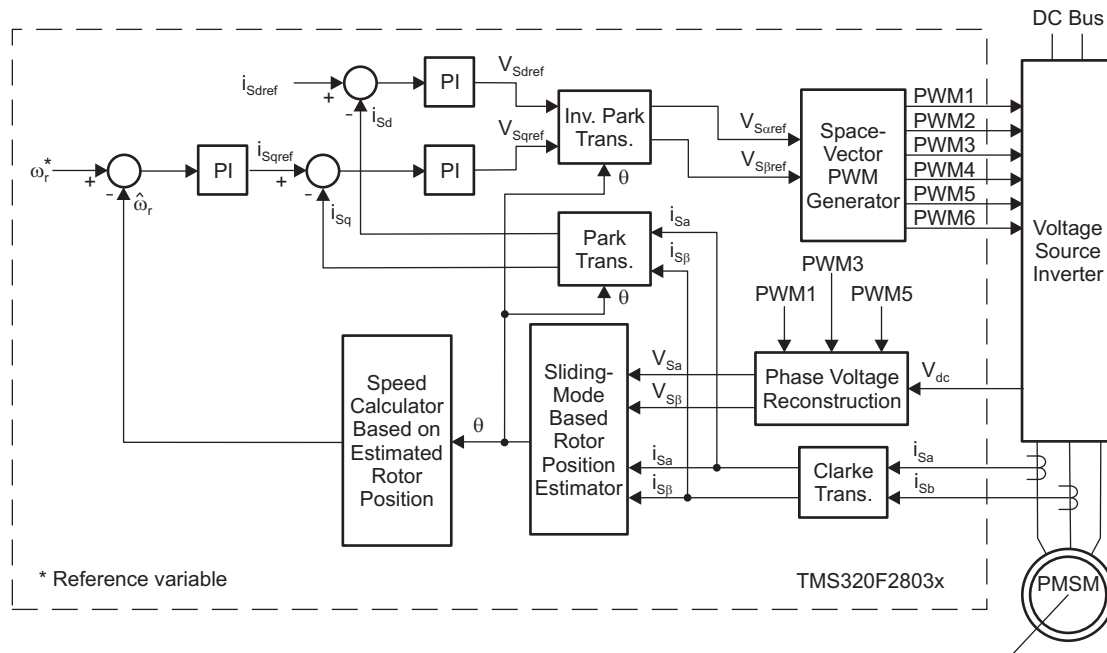 DC Bus
i_Sdref
+
-
i_Sd
PI
V_Sdref
Inv. Park
Trans.
θ
V_Sαref
V_Sβref
Space-
Vector
PWM
Generator
PWM1
PWM2
PWM3
PWM4
PWM5
PWM6
Voltage
Source
Inverter
ω_r^*
+
-
ω̂_r
PI
i_Sqref
+
-
i_Sq
PI
V_Sqref
Park
Trans.
θ
i_Sa
i_Sβ
PWM3
PWM1
PWM5
Phase Voltage
Reconstruction
V_dc
V_Sa
V_Sβ
Speed
Calculator
Based on
Estimated
Rotor
Position
θ
Sliding-
Mode
Based
Rotor
Position
Estimator
i_Sa
i_Sβ
Clarke
Trans.
i_Sa
i_Sb
* Reference variable
TMS320F2803x
PMSM